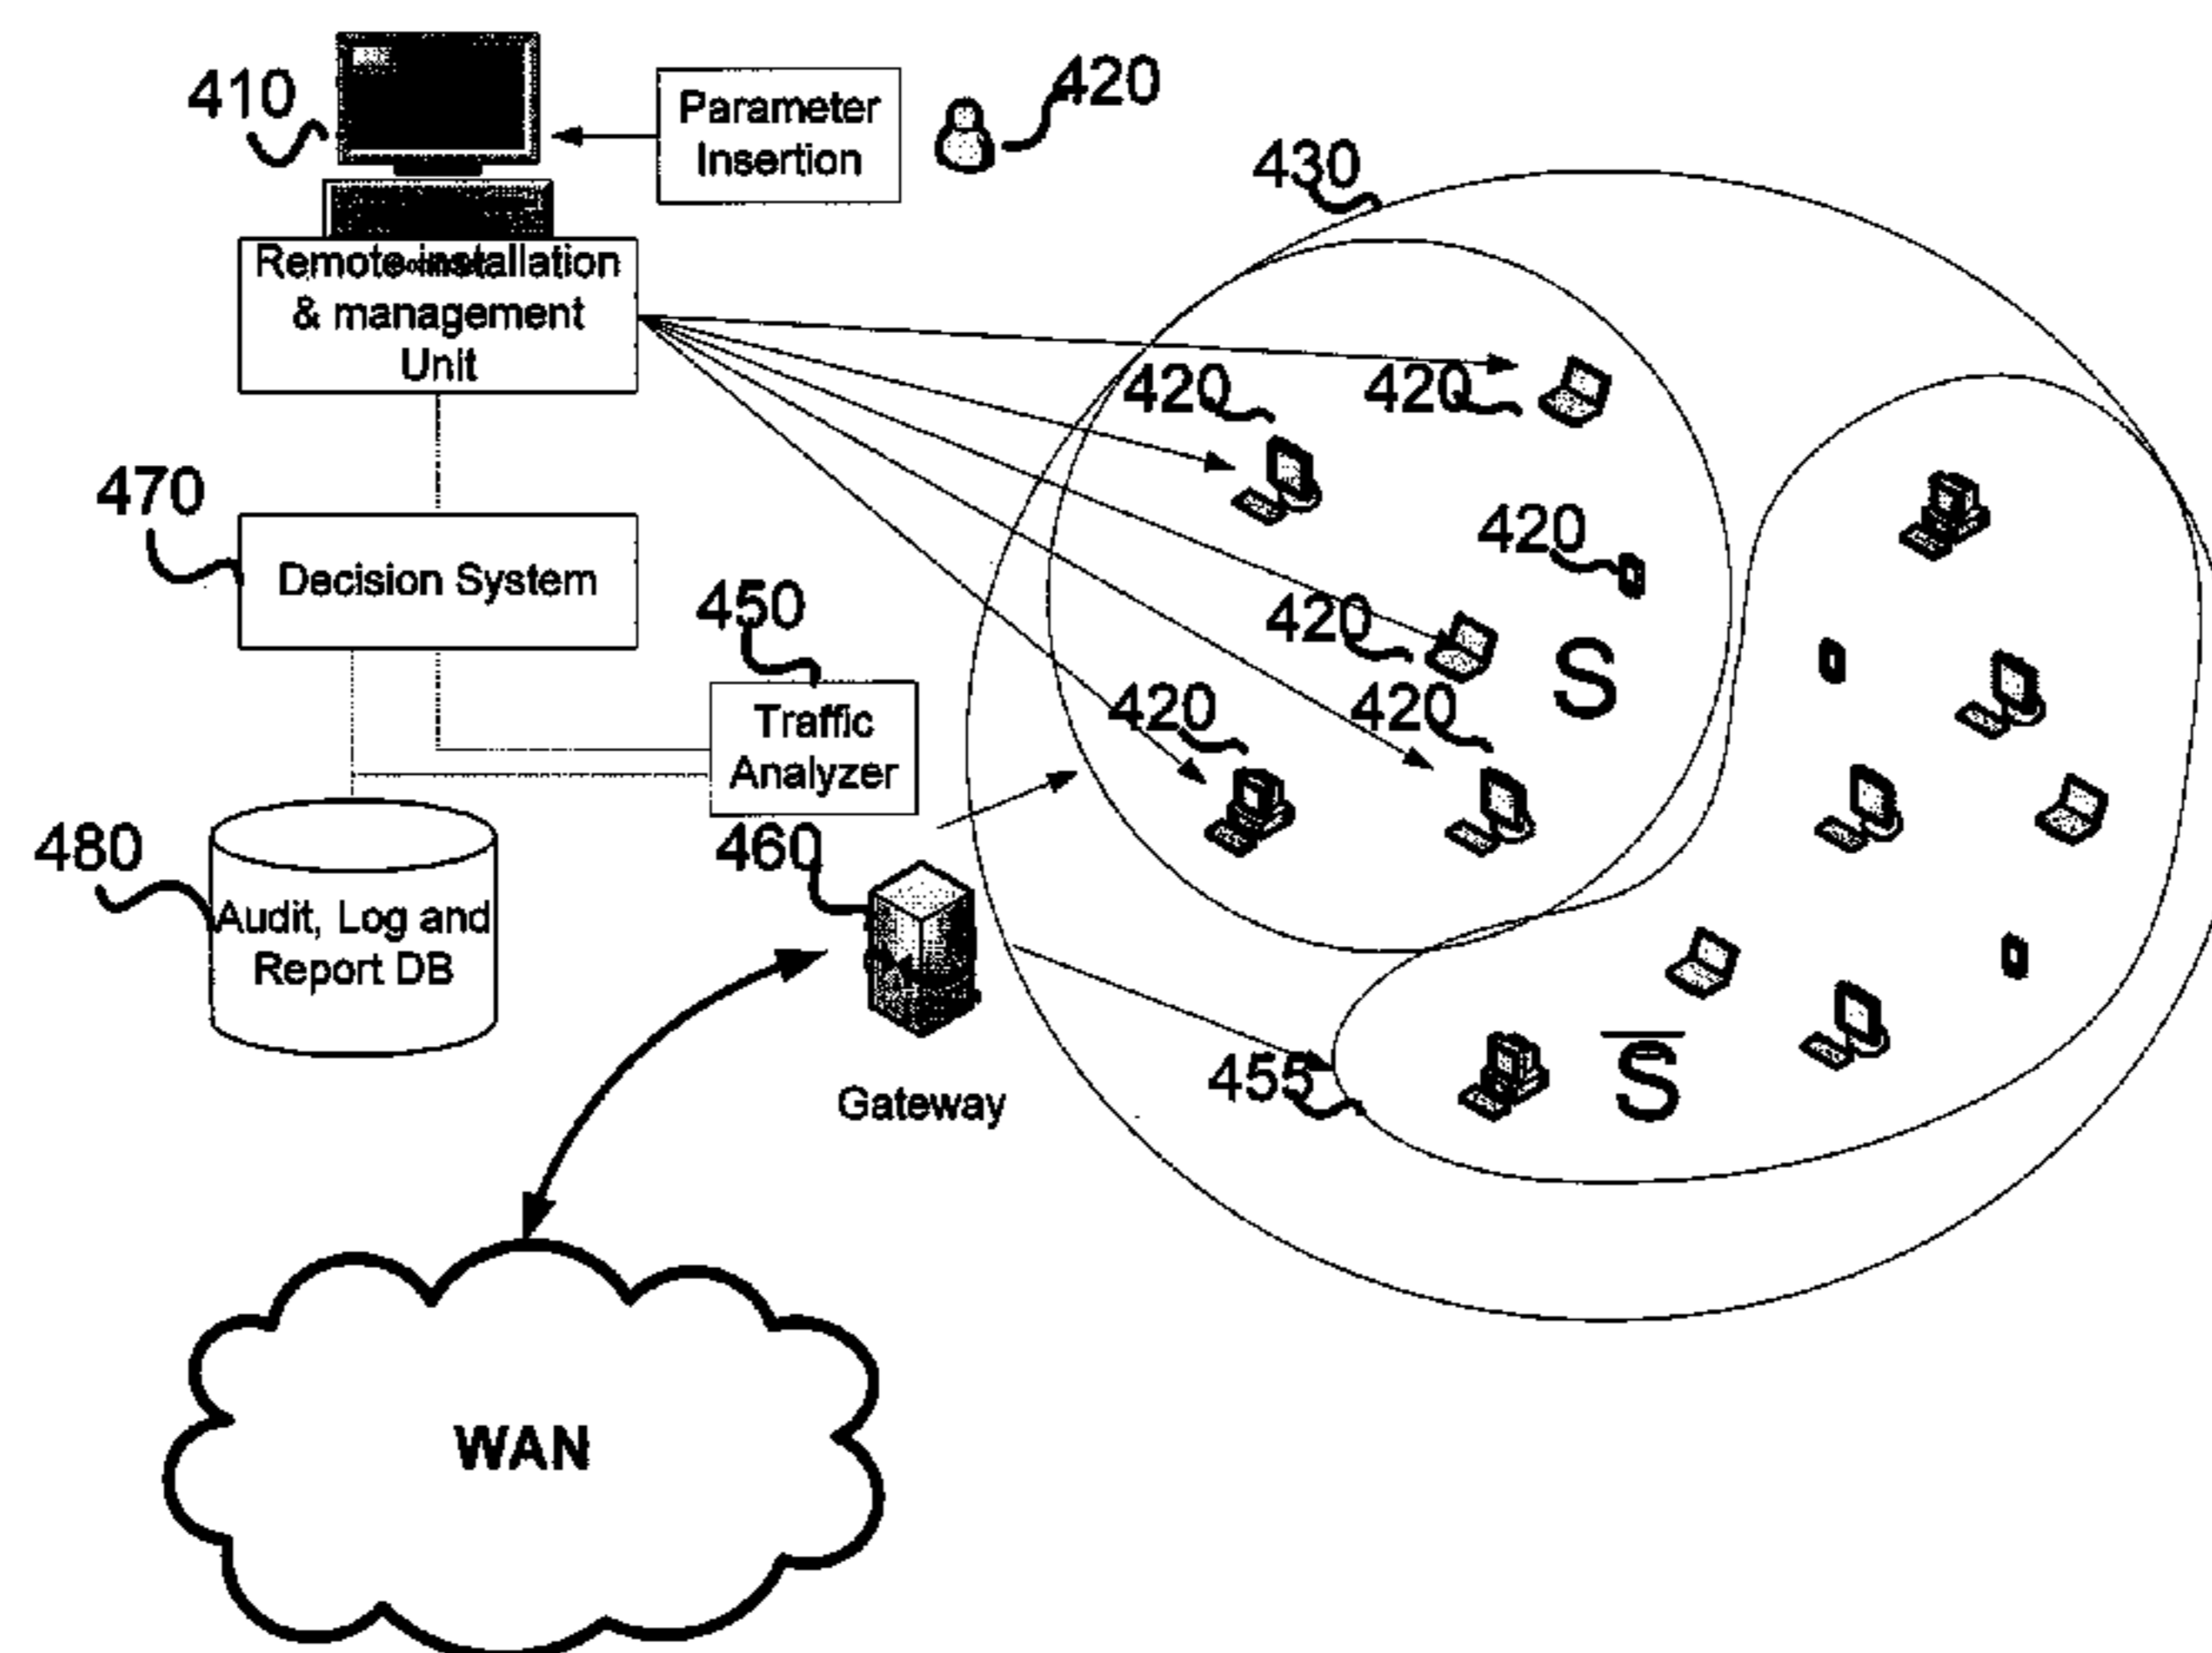 410
Parameter
Insertion
420
430
Remote installation
& management
Unit
420
420
470
420
Decision System
450
420
S
Traffic
Analyzer
420
420
480
460
Audit, Log and
Report DB
Gateway
455
S̅
WAN